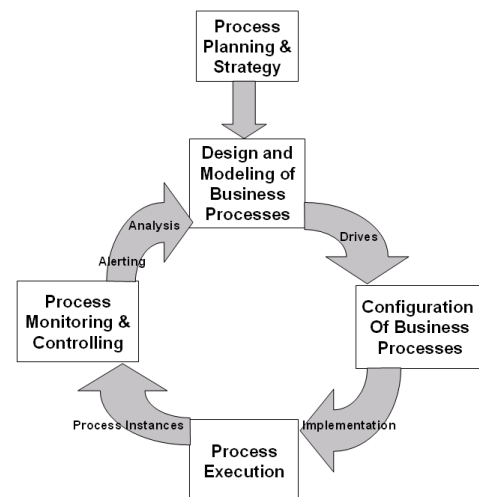 Process
Planning &
Strategy
Design and
Modeling of
Business
Processes
Analysis
Drives
Alerting
Process
Monitoring &
Controlling
Configuration
Of Business
Processes
Process Instances
Implementation
Process
Execution